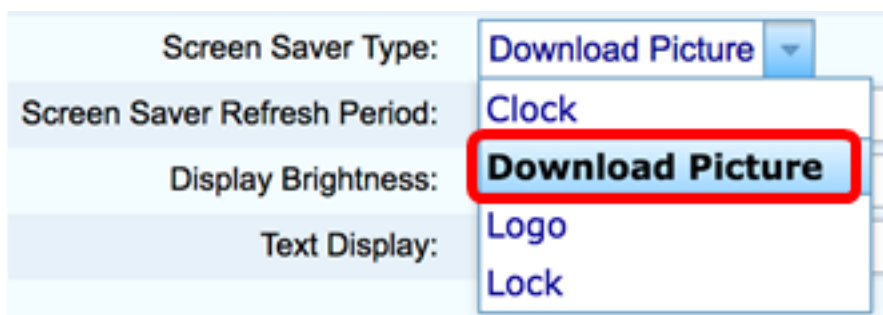 Screen Saver Type: Download Picture
Screen Saver Refresh Period: Clock
Download Picture
Display Brightness:
Logo
Text Display:
Lock